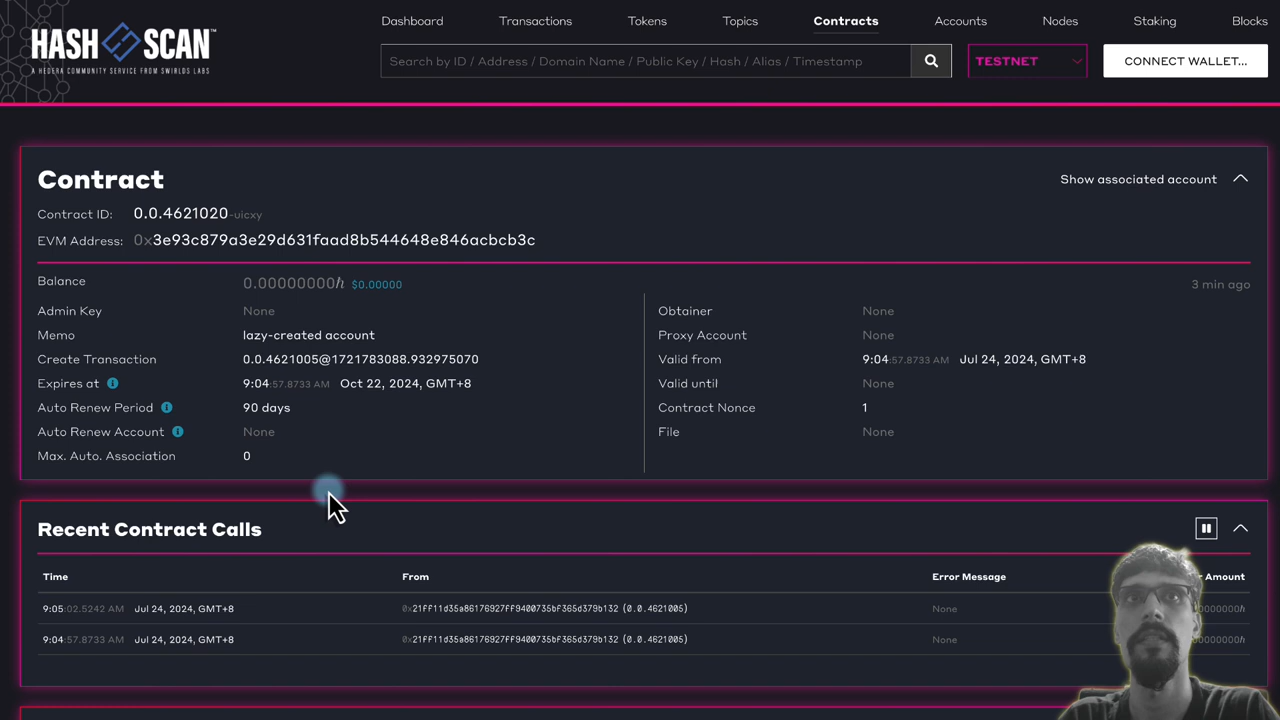 HASH SCAN
A HEDERA COMMUNITY SERVICE FROM SWIRLDS LABS
Dashboard Transactions Tokens Topics Contracts Accounts Nodes Staking Blocks
Search by ID / Address / Domain Name / Public Key / Hash / Alias / Timestamp
TESTNET
CONNECT WALLET...
Contract
Show associated account
Contract ID: 0.0.4621020-uicxy
EVM Address: 0x3e93c879a3e29d631faad8b544648e846acbcb3c
Balance 0.00000000ℏ $0.00000 3 min ago
Admin Key None
Memo lazy-created account
Create Transaction 0.0.4621005@1721783088.932975070
Expires at 9:04:57.8733 AM Oct 22, 2024, GMT+8
Auto Renew Period 90 days
Auto Renew Account None
Max. Auto. Association 0
Obtainer None
Proxy Account None
Valid from 9:04:57.8733 AM Jul 24, 2024, GMT+8
Valid until None
Contract Nonce 1
File None
Recent Contract Calls
Time From Error Message Amount
9:05:02.5242 AM Jul 24, 2024, GMT+8 0x21FF11d35a86176927FF9400735bF365d379b132 (0.0.4621005) None
9:04:57.8733 AM Jul 24, 2024, GMT+8 0x21FF11d35a86176927FF9400735bF365d379b132 (0.0.4621005) None